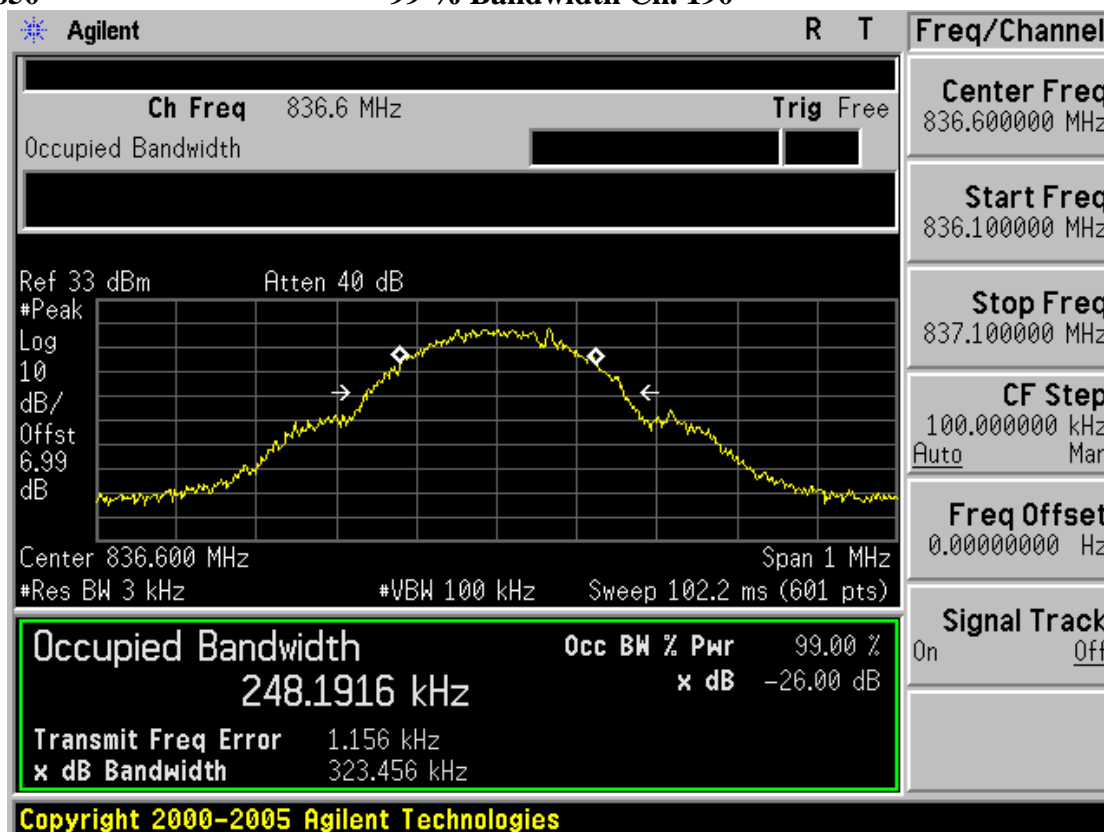 99 % Bandwidth Ch. 190
Agilent R T
Freq/Channel
Ch Freq 836.6 MHz Trig Free
Occupied Bandwidth
Center Freq
836.600000 MHz
Start Freq
836.100000 MHz
Stop Freq
837.100000 MHz
CF Step
100.000000 kHz
Auto Man
Freq Offset
0.00000000 Hz
Signal Track
On Off
Ref 33 dBm Atten 40 dB
#Peak
Log
10
dB/
Offst
6.99
dB
Center 836.600 MHz Span 1 MHz
#Res BW 3 kHz #VBW 100 kHz Sweep 102.2 ms (601 pts)
Occupied Bandwidth
248.1916 kHz
Occ BW % Pwr 99.00 %
x dB -26.00 dB
Transmit Freq Error 1.156 kHz
x dB Bandwidth 323.456 kHz
Copyright 2000-2005 Agilent Technologies